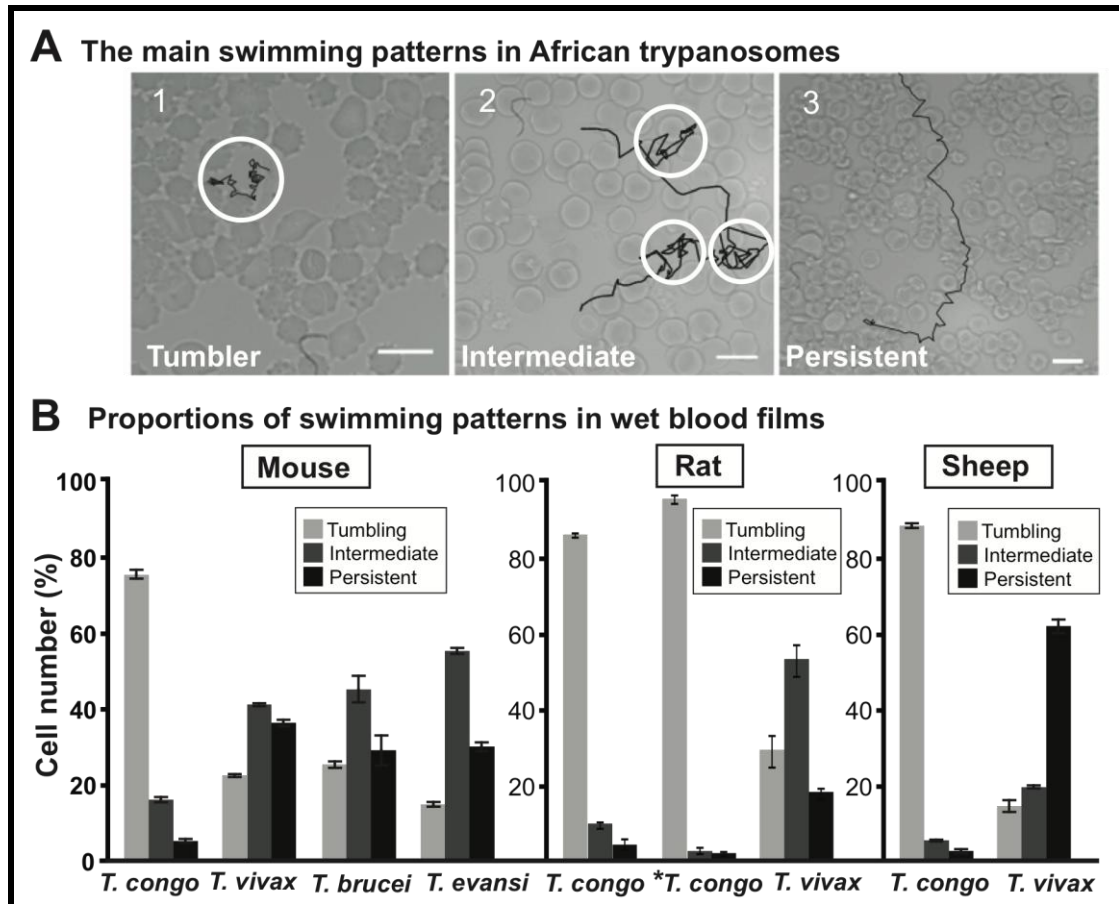 A The main swimming patterns in African trypanosomes
1 2 3
Tumbler Intermediate Persistent
B Proportions of swimming patterns in wet blood films
Mouse Rat Sheep
Cell number (%)
100
80
60
40
20
0
Tumbling
Intermediate
Persistent
100
80
60
40
20
Tumbling
Intermediate
Persistent
100
80
60
40
20
Tumbling
Intermediate
Persistent
T. congo T. vivax T. brucei T. evansi T. congo *T. congo T. vivax T. congo T. vivax